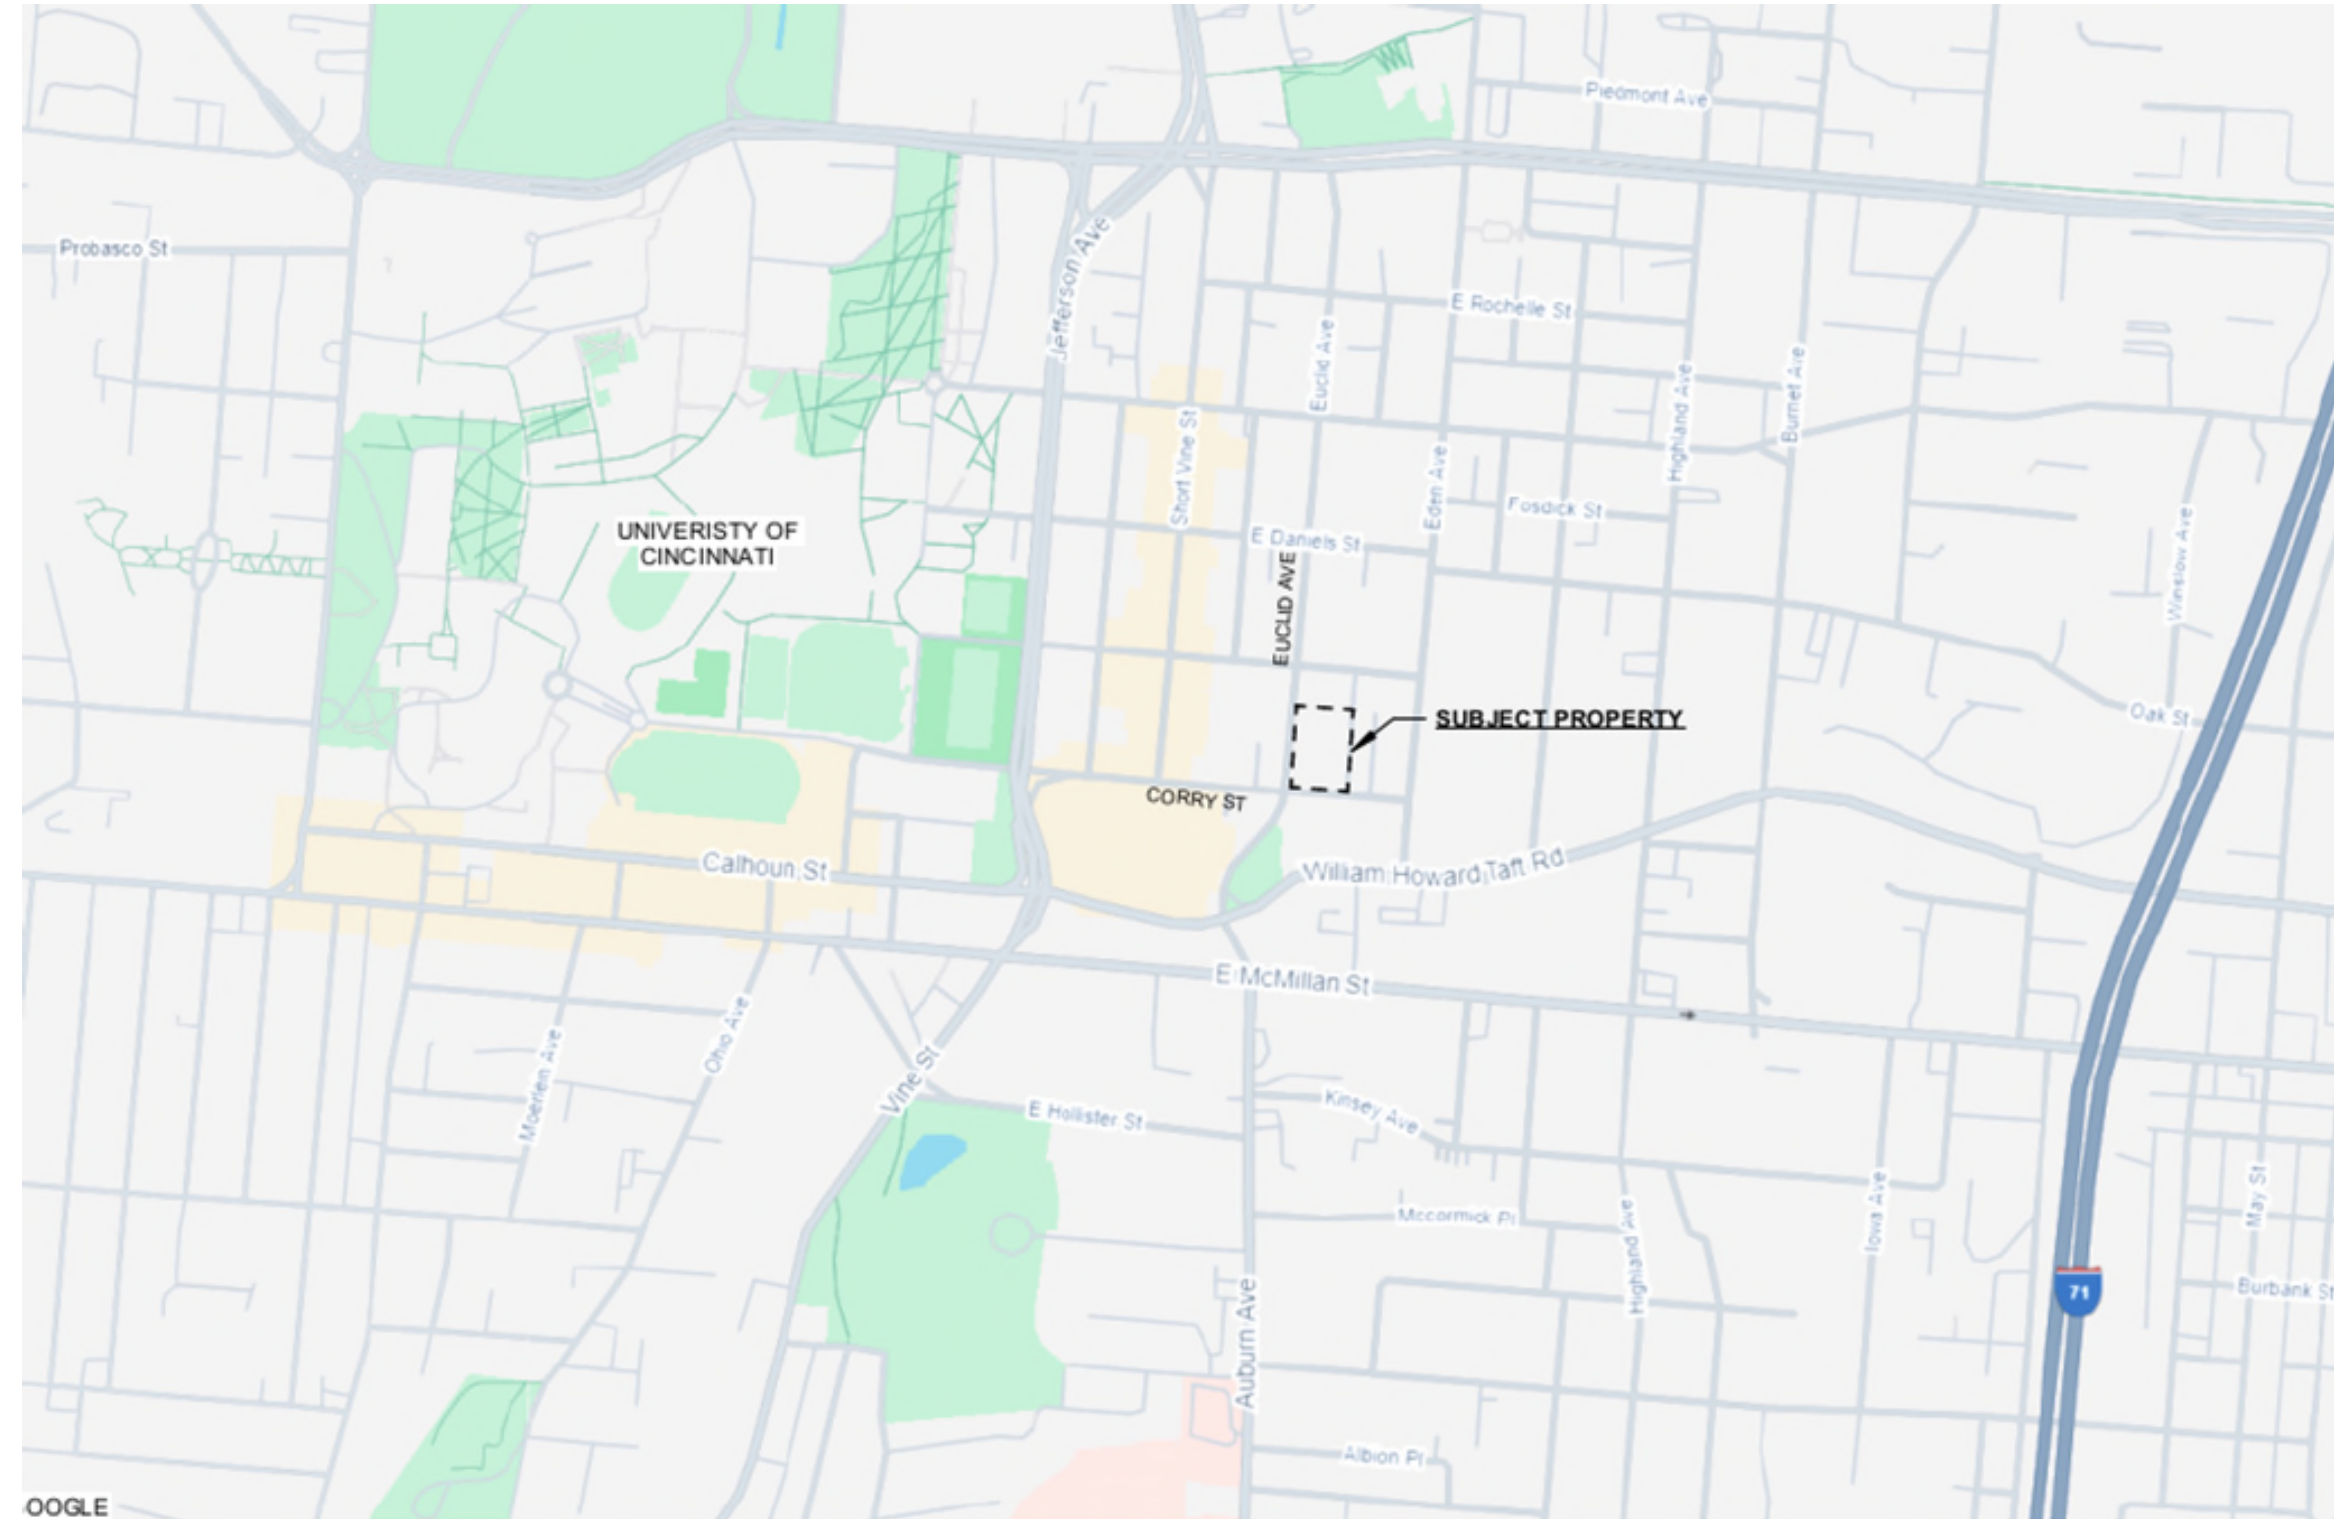 Piedmont Ave
Probasco St
Jefferson Ave
E Rochelle St
Euclid Ave
Highland Ave
Burnet Ave
Short Vine St
Eden Ave
Fosdick St
UNIVERISTY OF
CINCINNATI
E Daniels St
EUCLID AVE
Winslow Ave
SUBJECT PROPERTY
Oak St
CORRY ST
Calhoun St
William Howard Taft Rd
E McMillan St
Ohio Ave
Moerlein Ave
Vine St
E Hollister St
Kinsey Ave
Mccormick Pl
Highland Ave
Iowa Ave
May St
71
Burbank St
Auburn Ave
Albion Pl
OOGLE